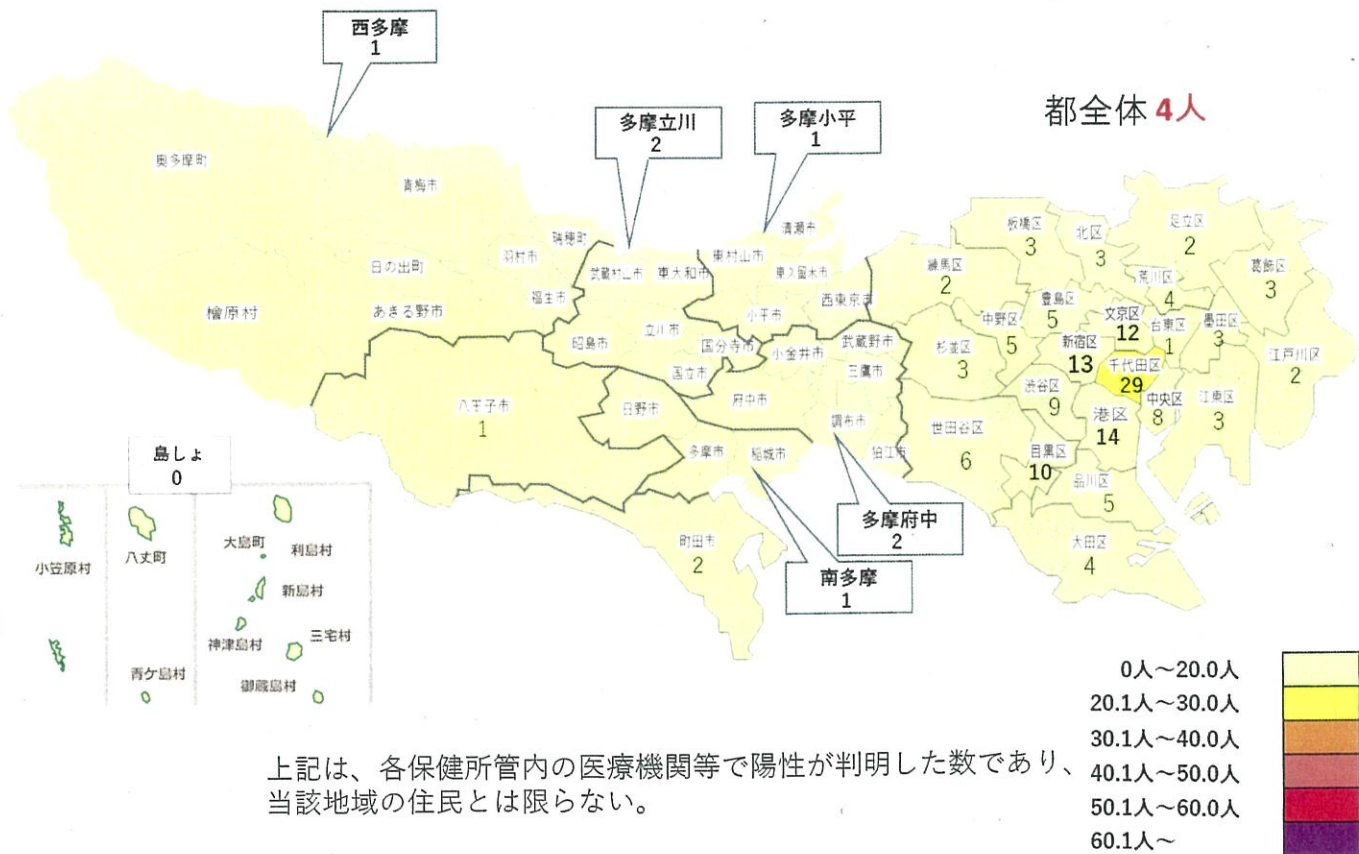 西多摩
1
多摩立川
2
多摩小平
1
都全体 4人
奥多摩町
青梅市
瑞穂町
羽村市
日の出町
福生市
檜原村
あきる野市
武蔵村山市
東大和市
東村山市
清瀬市
東久留米市
小平市
西東京市
昭島市
立川市
国分寺市
国立市
小金井市
武蔵野市
三鷹市
府中市
調布市
狛江市
八王子市
1
日野市
多摩市
稲城市
町田市
2
多摩府中
2
南多摩
1
板橋区
3
北区
3
足立区
2
練馬区
2
荒川区
4
葛飾区
3
豊島区
5
文京区
12
台東区
1
墨田区
3
中野区
5
新宿区
13
千代田区
29
江戸川区
2
杉並区
3
渋谷区
9
中央区
8
江東区
3
港区
14
世田谷区
6
目黒区
10
品川区
5
大田区
4
島しょ
0
小笠原村
八丈町
青ケ島村
大島町
利島村
新島村
神津島村
三宅村
御蔵島村
0人～20.0人
20.1人～30.0人
30.1人～40.0人
40.1人～50.0人
50.1人～60.0人
60.1人～
上記は、各保健所管内の医療機関等で陽性が判明した数であり、
当該地域の住民とは限らない。